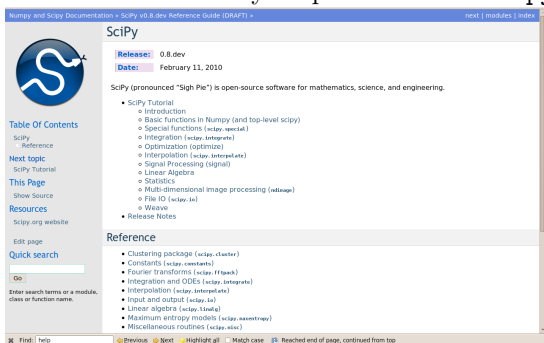 Numpy and Scipy Documentation » SciPy v0.8.dev Reference Guide (DRAFT) »
next | modules | index
SciPy
Release: 0.8.dev
Date: February 11, 2010
SciPy (pronounced "Sigh Pie") is open-source software for mathematics, science, and engineering.
SciPy Tutorial
Introduction
Basic functions in Numpy (and top-level scipy)
Special functions (scipy.special)
Integration (scipy.integrate)
Optimization (optimize)
Interpolation (scipy.interpolate)
Signal Processing (signal)
Linear Algebra
Statistics
Multi-dimensional image processing (ndimage)
File IO (scipy.io)
Weave
Release Notes
Reference
Clustering package (scipy.cluster)
Constants (scipy.constants)
Fourier transforms (scipy.fftpack)
Integration and ODEs (scipy.integrate)
Interpolation (scipy.interpolate)
Input and output (scipy.io)
Linear algebra (scipy.linalg)
Maximum entropy models (scipy.maxentropy)
Miscellaneous routines (scipy.misc)
Table Of Contents
SciPy
Reference
Next topic
SciPy Tutorial
This Page
Show Source
Resources
Scipy.org website
Edit page
Quick search
Go
Enter search terms or a module,
class or function name.
Find: help Previous Next Highlight all Match case Reached end of page, continued from top